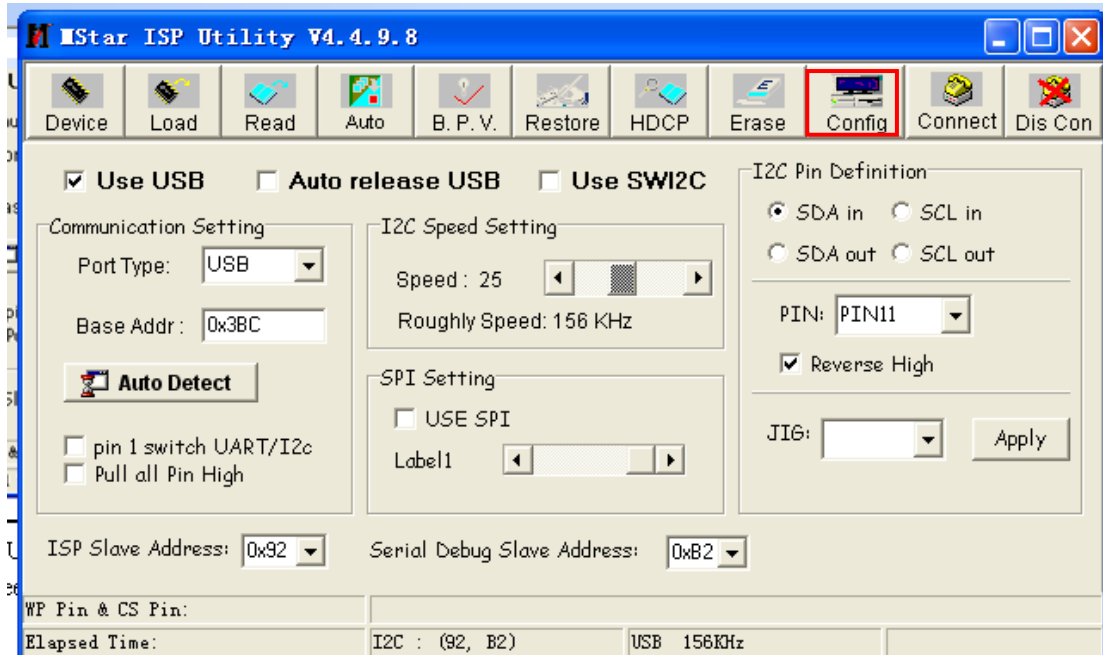 MStar ISP Utility V4.4.9.8
Device Load Read Auto B.P.V. Restore HDCP Erase Config Connect Dis Con
Use USB Auto release USB Use SWI2C
I2C Pin Definition
SDA in SCL in
SDA out SCL out
PIN: PIN11
Reverse High
JIG: Apply
Communication Setting
Port Type: USB
Base Addr: 0x3BC
Auto Detect
pin 1 switch UART/I2c
Pull all Pin High
I2C Speed Setting
Speed: 25
Roughly Speed: 156 KHz
SPI Setting
USE SPI
Label1
ISP Slave Address: 0x92 Serial Debug Slave Address: 0xB2
WP Pin & CS Pin:
Elapsed Time: I2C : (92, B2) USB 156KHz